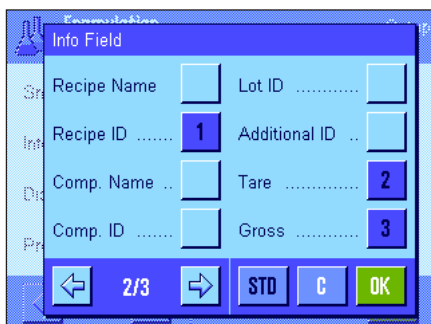 Formulation
Info Field
Recipe Name
Lot ID ............
Recipe ID ....... 1
Additional ID ..
Comp. Name ..
Tare .............. 2
Comp. ID .....
Gross ........... 3
2/3
STD C OK